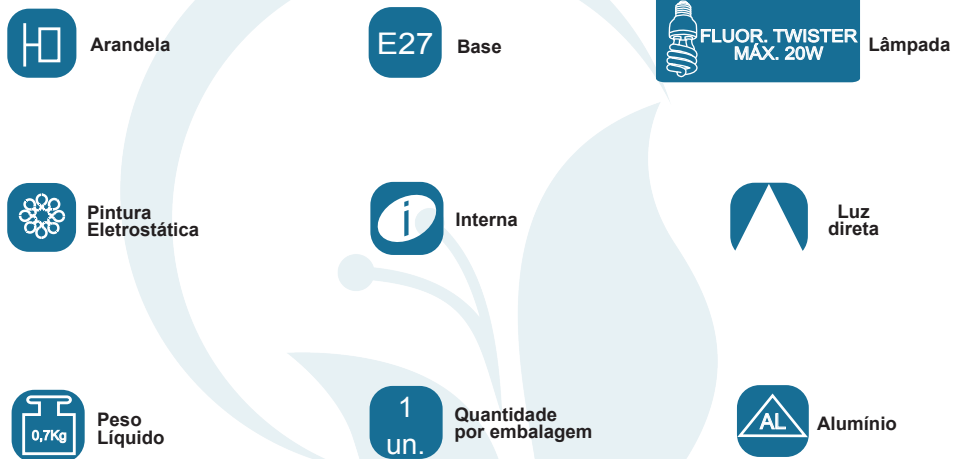 Arandela
E27
Base
FLUOR. TWISTER
MÁX. 20W
Lâmpada
Pintura
Eletrostática
i
Interna
Luz
direta
0,7Kg
Peso
Líquido
1
un.
Quantidade
por embalagem
AL
Alumínio